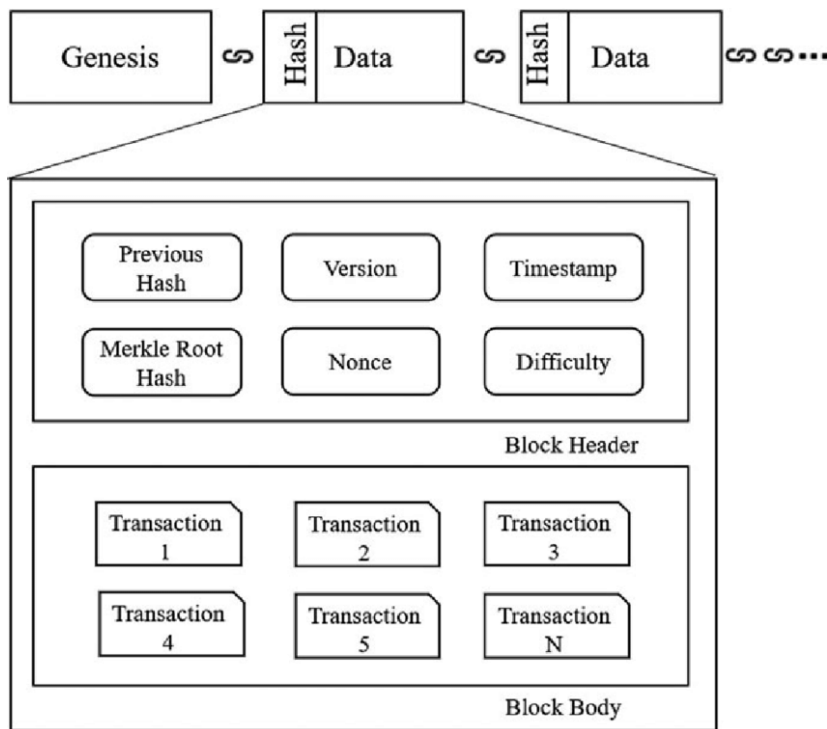 Genesis
Hash
Data
Hash
Data
Previous
Hash
Version
Timestamp
Merkle Root
Hash
Nonce
Difficulty
Block Header
Transaction
1
Transaction
2
Transaction
3
Transaction
4
Transaction
5
Transaction
N
Block Body